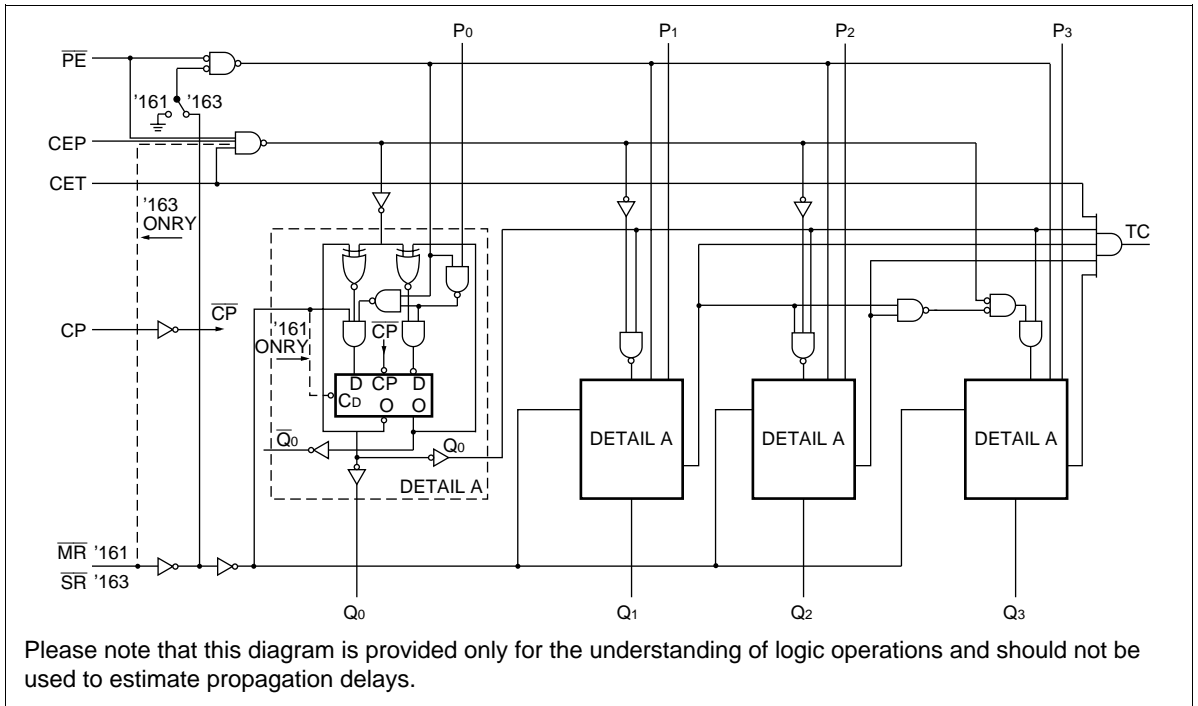 P0 P1 P2 P3
PE
'161 '163
CEP
CET
'163
ONRY
TC
CP CP
'161
ONRY
CP
D CP D
CD O O
Q0 Q0
DETAIL A
DETAIL A
DETAIL A
DETAIL A
MR '161
SR '163
Q0 Q1 Q2 Q3
Please note that this diagram is provided only for the understanding of logic operations and should not be
used to estimate propagation delays.